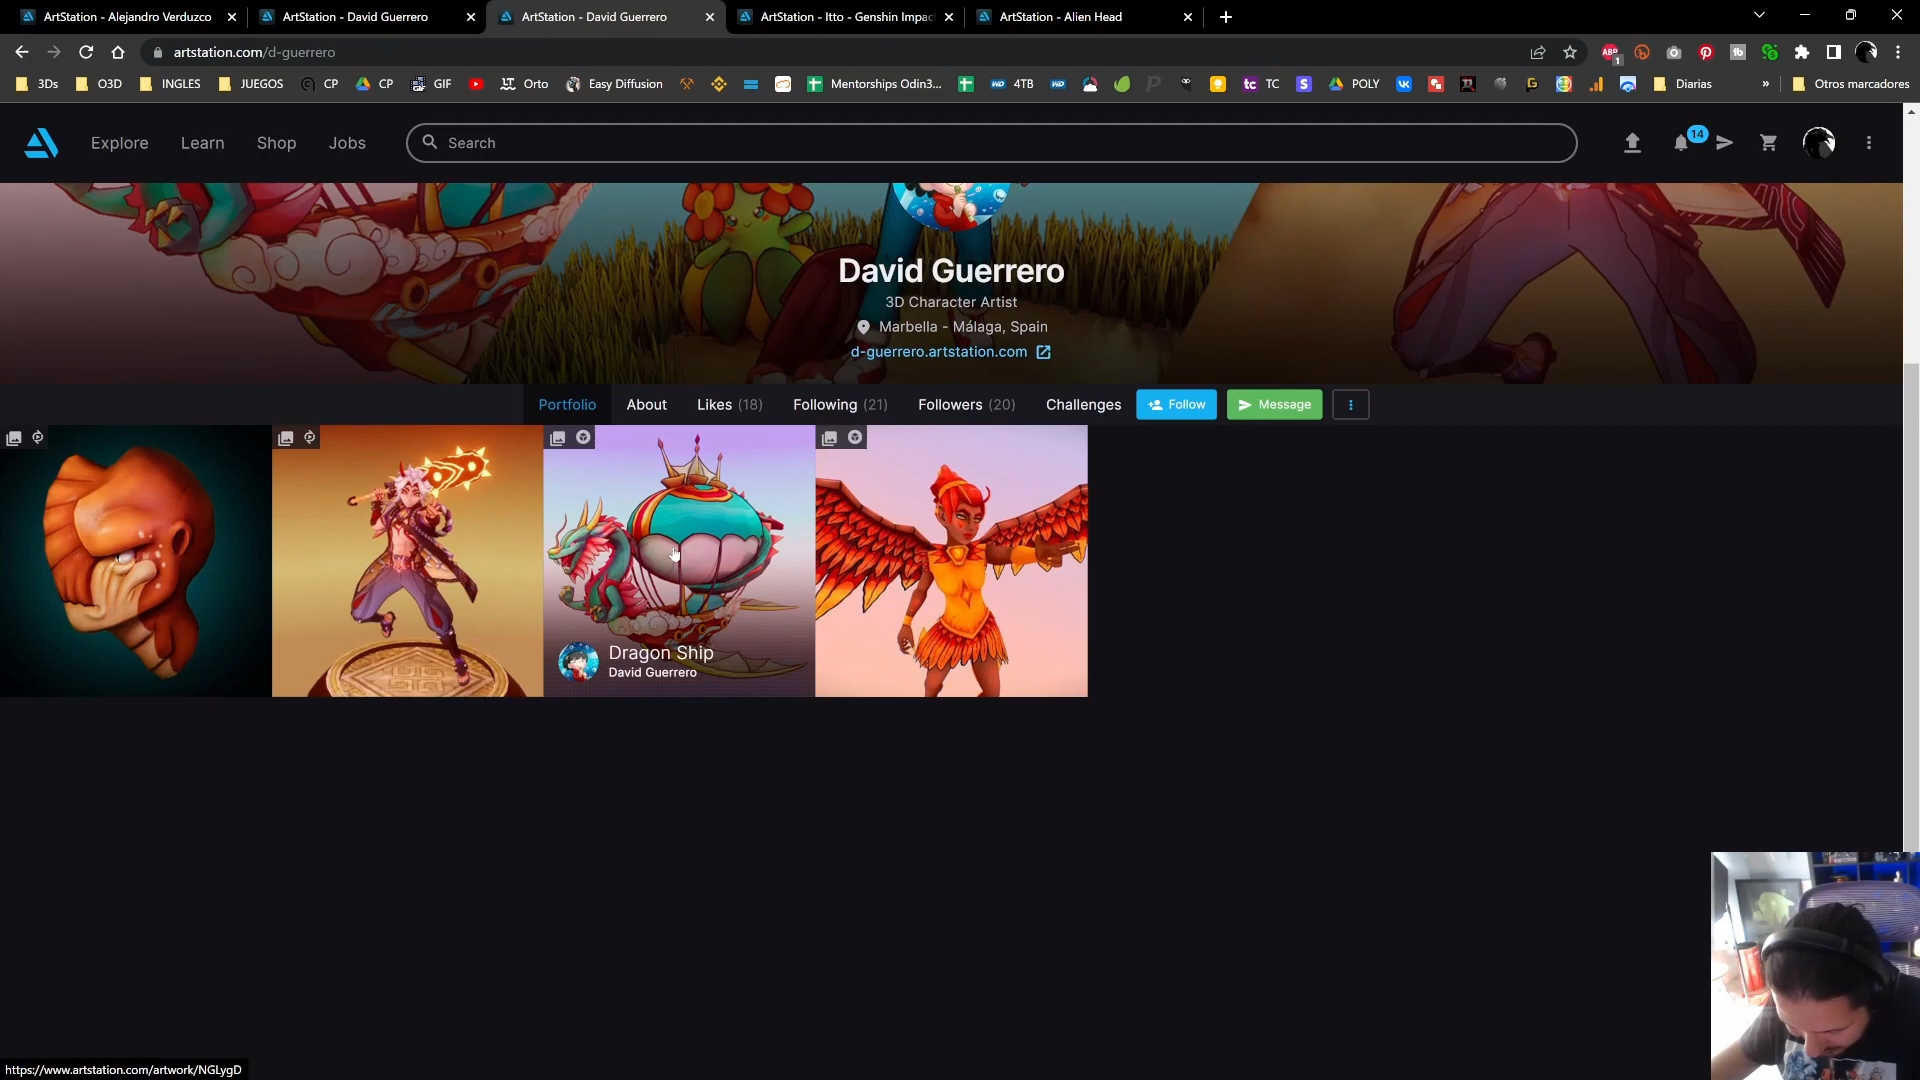 ArtStation - Alejandro Verduzco
ArtStation - David Guerrero
ArtStation - David Guerrero
ArtStation - Itto - Genshin Impac
ArtStation - Alien Head
artstation.com/d-guerrero
3Ds
O3D
INGLES
JUEGOS
CP
CP
GIF
Orto
Easy Diffusion
Mentorships Odin3...
4TB
TC
POLY
Diarias
Otros marcadores
Explore
Learn
Shop
Jobs
Search
14
David Guerrero
3D Character Artist
Marbella - Málaga, Spain
d-guerrero.artstation.com
Portfolio
About
Likes (18)
Following (21)
Followers (20)
Challenges
Follow
Message
Dragon Ship
David Guerrero
https://www.artstation.com/artwork/NGLygD